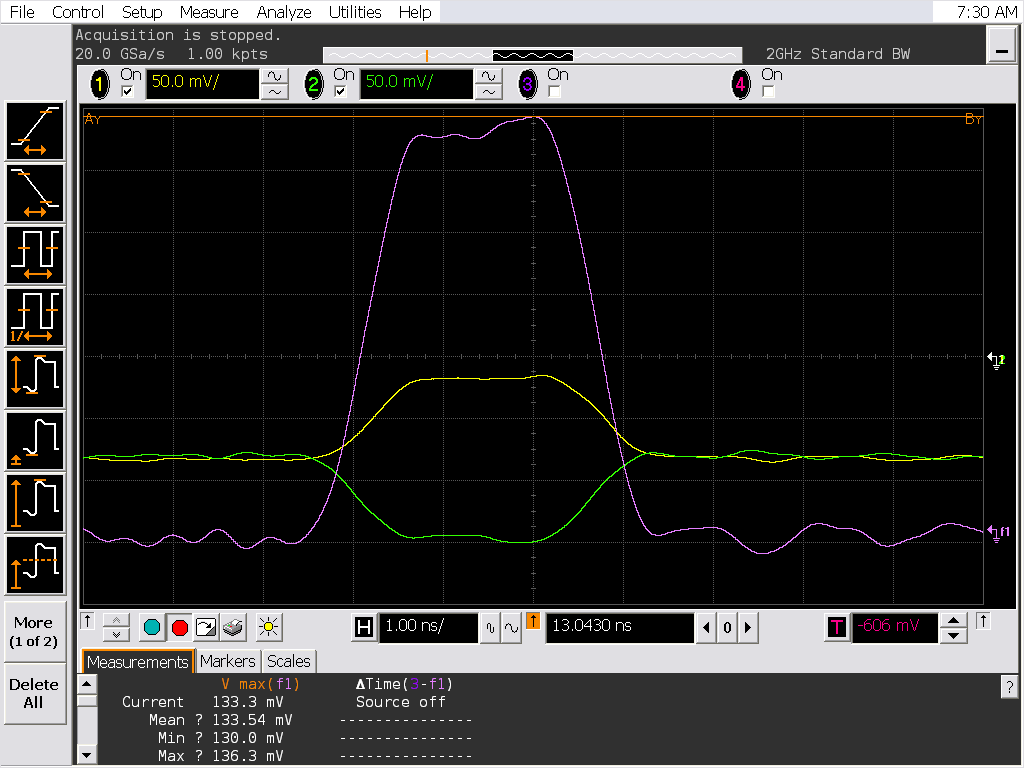 File Control Setup Measure Analyze Utilities Help 7:30 AM
Acquisition is stopped.
20.0 GSa/s 1.00 kpts 2GHz Standard BW
1 On 50.0 mV/ 2 On 50.0 mV/ 3 On 4 On
AY BY
1/
2
f1
More
(1 of 2)
Delete
All
H 1.00 ns/ 13.0430 ns 0 T -606 mV
Measurements Markers Scales
V max(f1) ΔTime(3-f1)
Current 133.3 mV Source off
Mean ? 133.54 mV ---------------
Min ? 130.0 mV ---------------
Max ? 136.3 mV ---------------
?